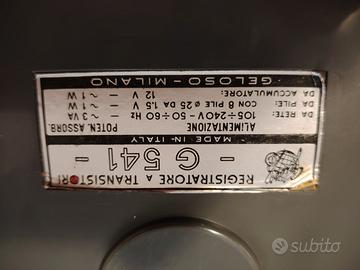 REGISTRATORE A TRANSISTORI
- G 541 -
MADE IN ITALY
ALIMENTAZIONE POTEN. ASSORB.
DA RETE: 105÷240V - 50÷60 Hz ~ 3 VA
DA PILE: CON 8 PILE ø 25 DA 1.5 V ~ 1 W
DA ACCUMULATORE: 12 V ~ 1 W
GELOSO - MILANO
subito